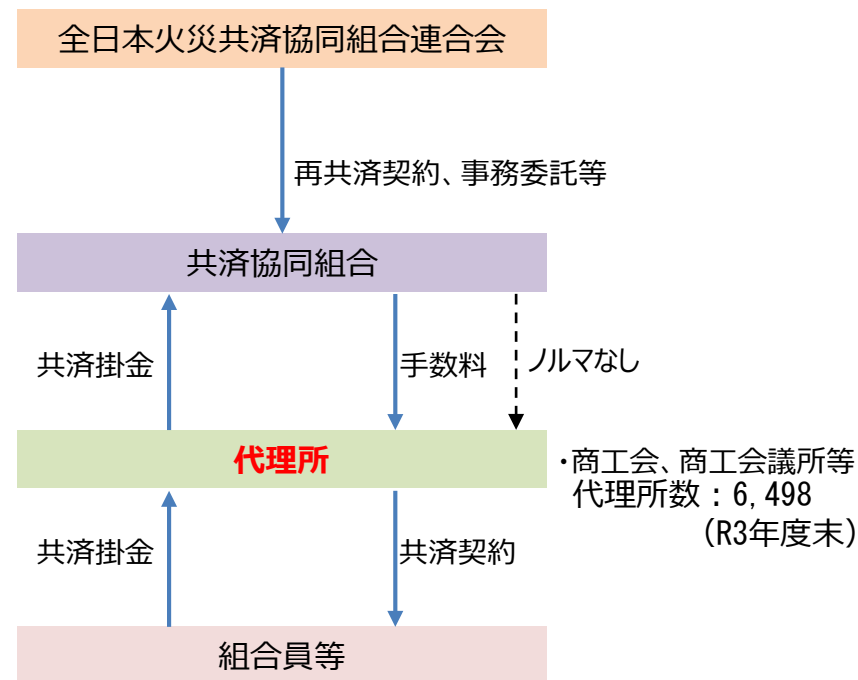 全日本火災共済協同組合連合会
再共済契約、事務委託等
共済協同組合
共済掛金
手数料
ノルマなし
代理所
・商工会、商工会議所等
代理所数：6,498
（R3年度末）
共済掛金
共済契約
組合員等